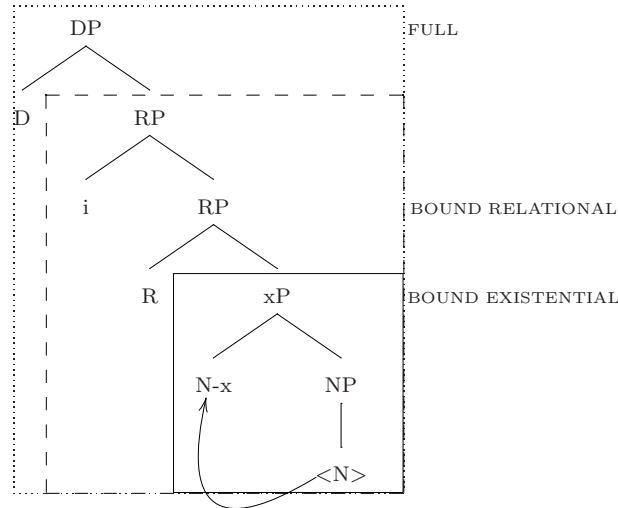 DP FULL
D RP
i RP BOUND RELATIONAL
R xP BOUND EXISTENTIAL
N-x NP
<N>